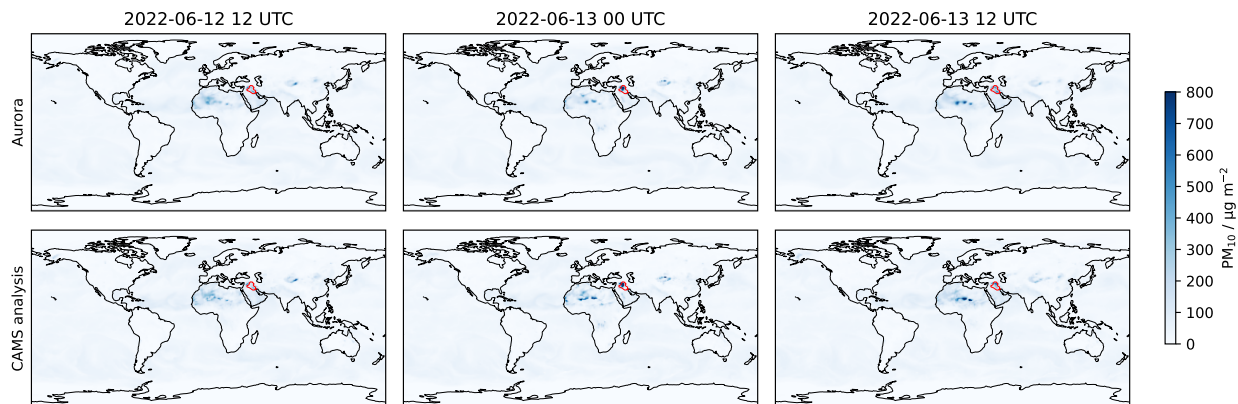 2022-06-12 12 UTC
2022-06-13 00 UTC
2022-06-13 12 UTC
Aurora
CAMS analysis
800
700
600
500
400
300
200
100
0
PM₁₀ / µg m⁻²